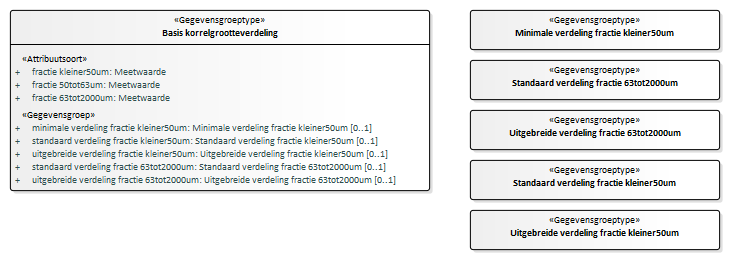 «Gegevensgroeptype»
Basis korrelgrootteverdeling
«Attribuutsoort»
+ fractie kleiner50um: Meetwaarde
+ fractie 50tot63um: Meetwaarde
+ fractie 63tot2000um: Meetwaarde
«Gegevensgroep»
+ minimale verdeling fractie kleiner50um: Minimale verdeling fractie kleiner50um [0..1]
+ standaard verdeling fractie kleiner50um: Standaard verdeling fractie kleiner50um [0..1]
+ uitgebreide verdeling fractie kleiner50um: Uitgebreide verdeling fractie kleiner50um [0..1]
+ standaard verdeling fractie 63tot2000um: Standaard verdeling fractie 63tot2000um [0..1]
+ uitgebreide verdeling fractie 63tot2000um: Uitgebreide verdeling fractie 63tot2000um [0..1]
«Gegevensgroeptype»
Minimale verdeling fractie kleiner50um
«Gegevensgroeptype»
Standaard verdeling fractie 63tot2000um
«Gegevensgroeptype»
Uitgebreide verdeling fractie 63tot2000um
«Gegevensgroeptype»
Standaard verdeling fractie kleiner50um
«Gegevensgroeptype»
Uitgebreide verdeling fractie kleiner50um